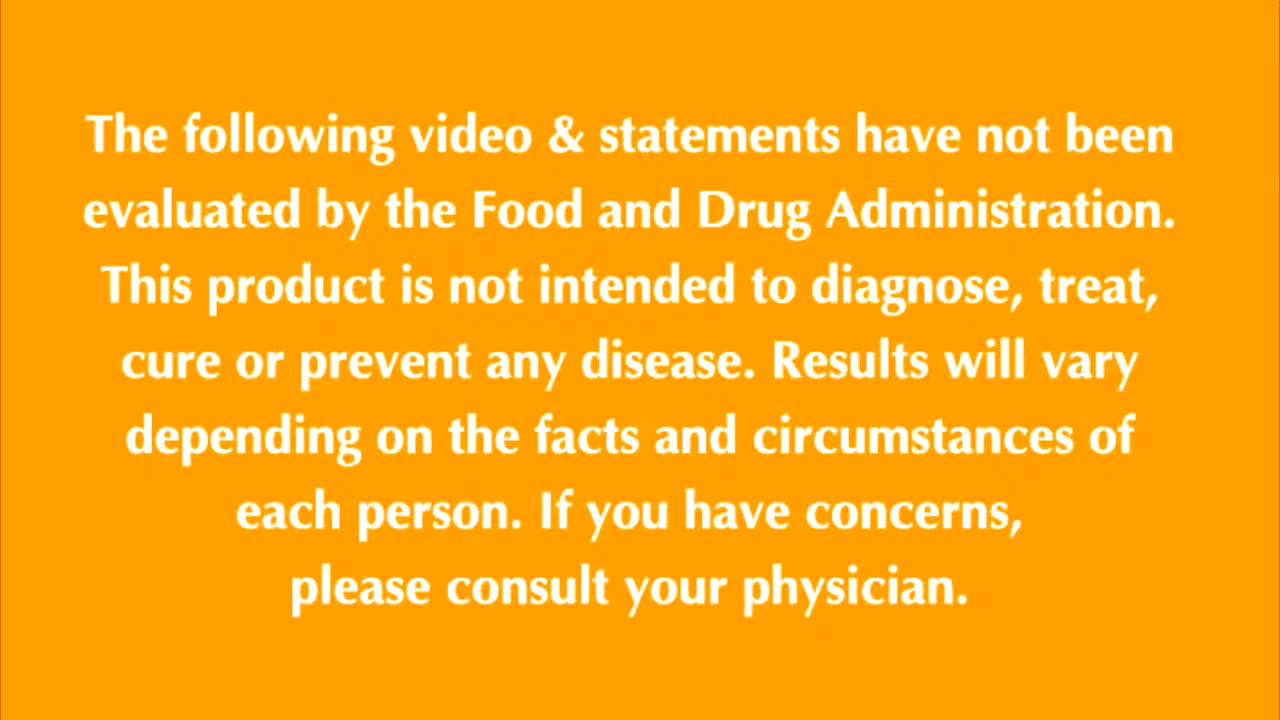 The following video & statements have not been
evaluated by the Food and Drug Administration.
This product is not intended to diagnose, treat,
cure or prevent any disease. Results will vary
depending on the facts and circumstances of
each person. If you have concerns,
please consult your physician.